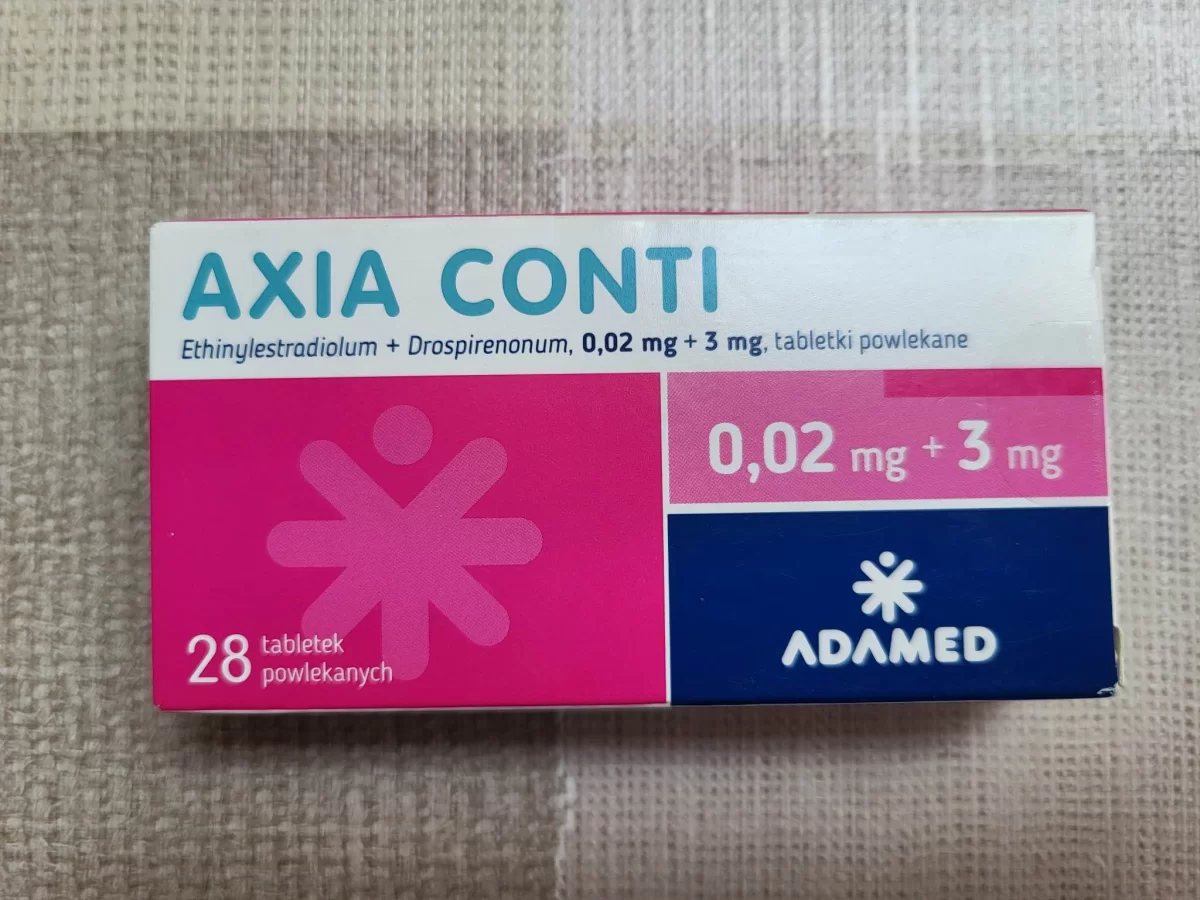 AXIA CONTI
Ethinylestradiolum + Drospirenonum, 0,02 mg + 3 mg, tabletki powlekane
0,02 mg + 3 mg
28 tabletek
powlekanych
ADAMED